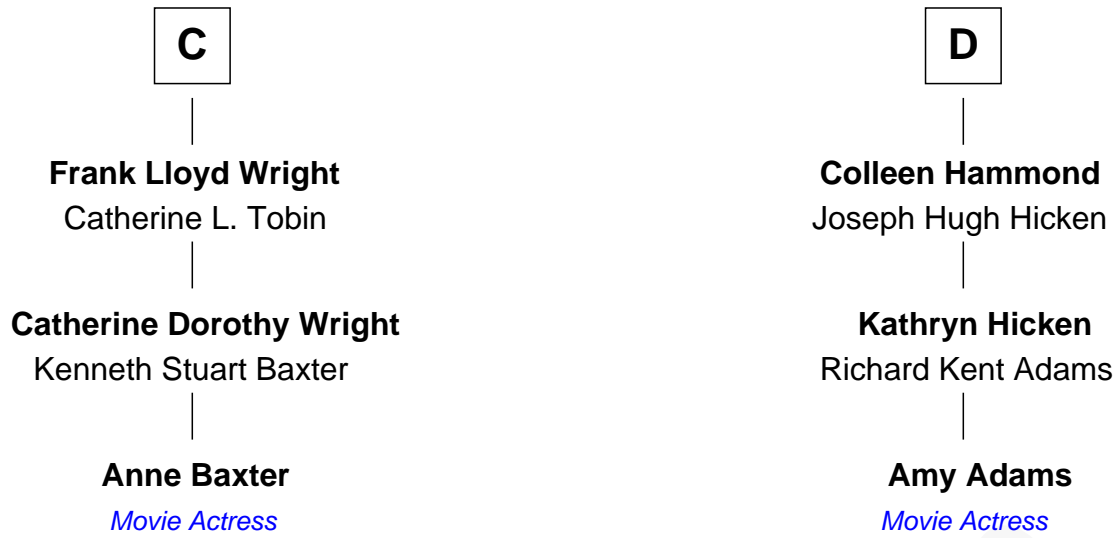 C
Frank Lloyd Wright
Catherine L. Tobin
Catherine Dorothy Wright
Kenneth Stuart Baxter
Anne Baxter
Movie Actress
D
Colleen Hammond
Joseph Hugh Hicken
Kathryn Hicken
Richard Kent Adams
Amy Adams
Movie Actress